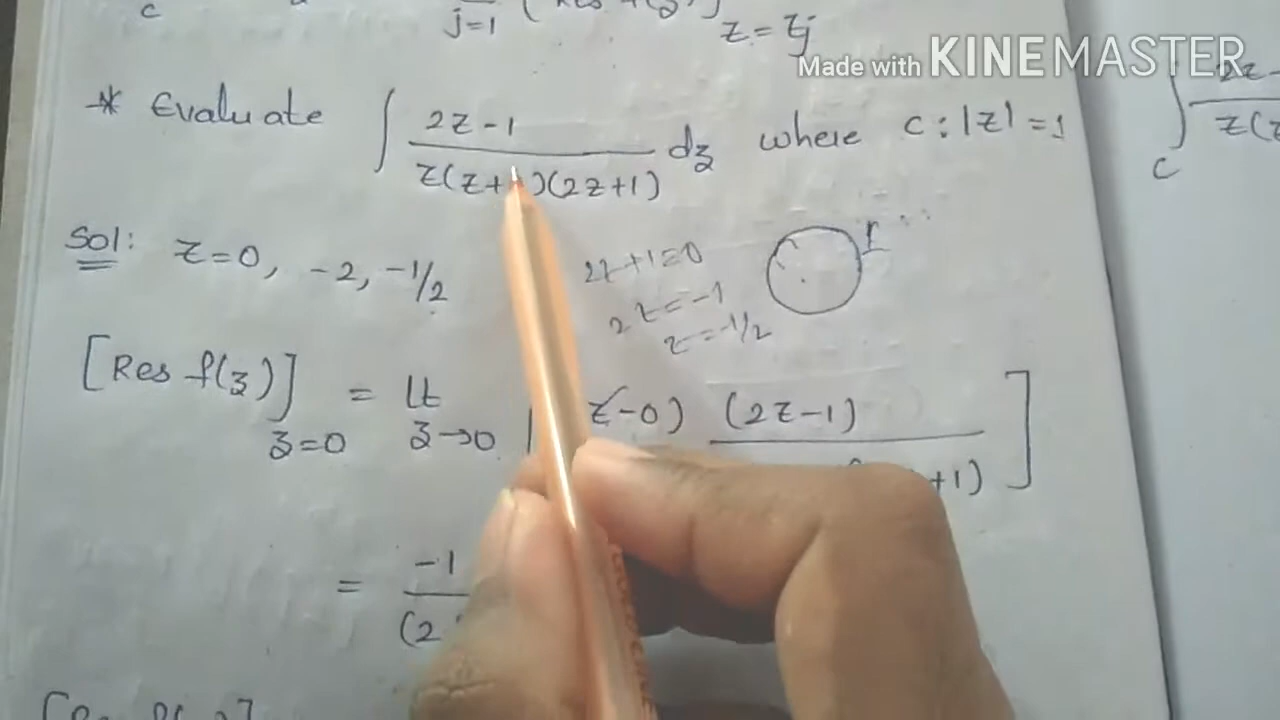 c j=1 z = zj
Made with KINEMASTER
* Evaluate ∫ 2z-1 / z(z+ )(2z+1) dz where c: |z| = 1
Sol: z=0, -2, -1/2
2z+1=0
2z=-1
z=-1/2
[Res f(z)] z=0 = Lt z→0 [ z-0) (2z-1) / +1) ]
= -1 / (2
∫ c 2z- / z(z